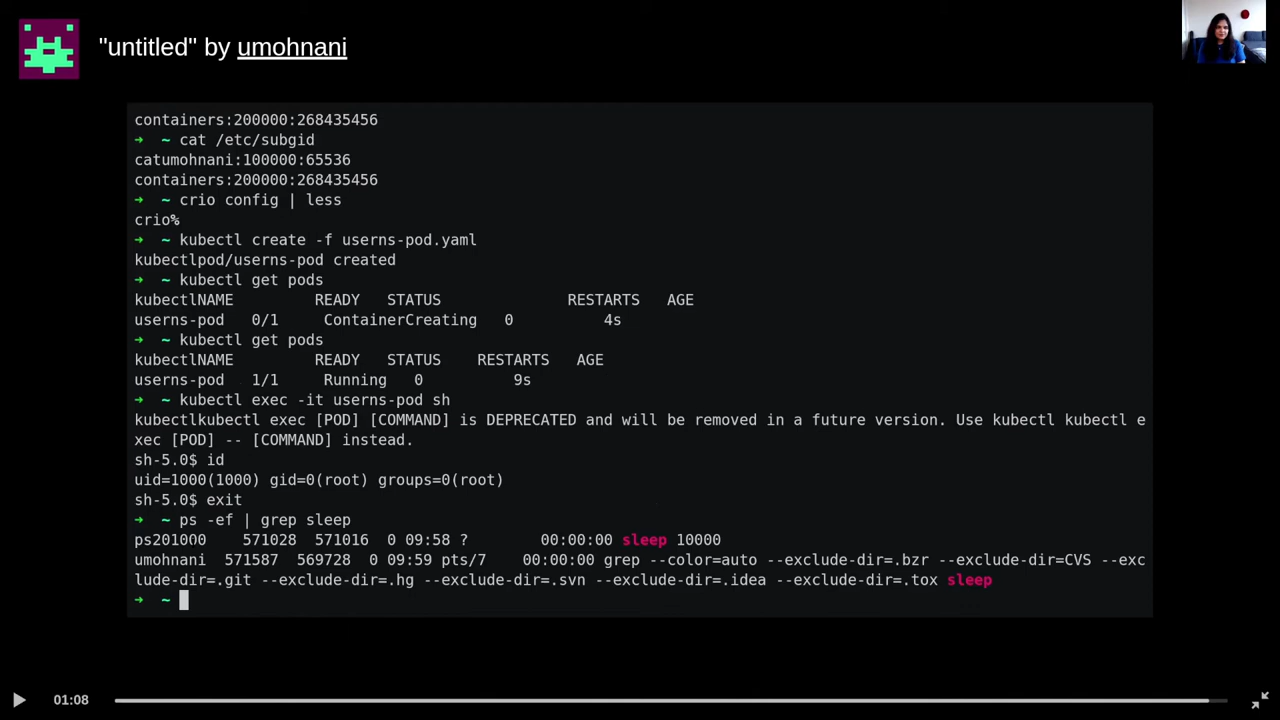 "untitled" by umohnani
containers:200000:268435456
➜ ~ cat /etc/subgid
catumohnani:100000:65536
containers:200000:268435456
➜ ~ crio config | less
crio%
➜ ~ kubectl create -f userns-pod.yaml
kubectlpod/userns-pod created
➜ ~ kubectl get pods
kubectlNAME READY STATUS RESTARTS AGE
userns-pod 0/1 ContainerCreating 0 4s
➜ ~ kubectl get pods
kubectlNAME READY STATUS RESTARTS AGE
userns-pod 1/1 Running 0 9s
➜ ~ kubectl exec -it userns-pod sh
kubectlkubectl exec [POD] [COMMAND] is DEPRECATED and will be removed in a future version. Use kubectl kubectl e
xec [POD] -- [COMMAND] instead.
sh-5.0$ id
uid=1000(1000) gid=0(root) groups=0(root)
sh-5.0$ exit
➜ ~ ps -ef | grep sleep
ps201000 571028 571016 0 09:58 ? 00:00:00 sleep 10000
umohnani 571587 569728 0 09:59 pts/7 00:00:00 grep --color=auto --exclude-dir=.bzr --exclude-dir=CVS --exc
lude-dir=.git --exclude-dir=.hg --exclude-dir=.svn --exclude-dir=.idea --exclude-dir=.tox sleep
➜ ~
01:08